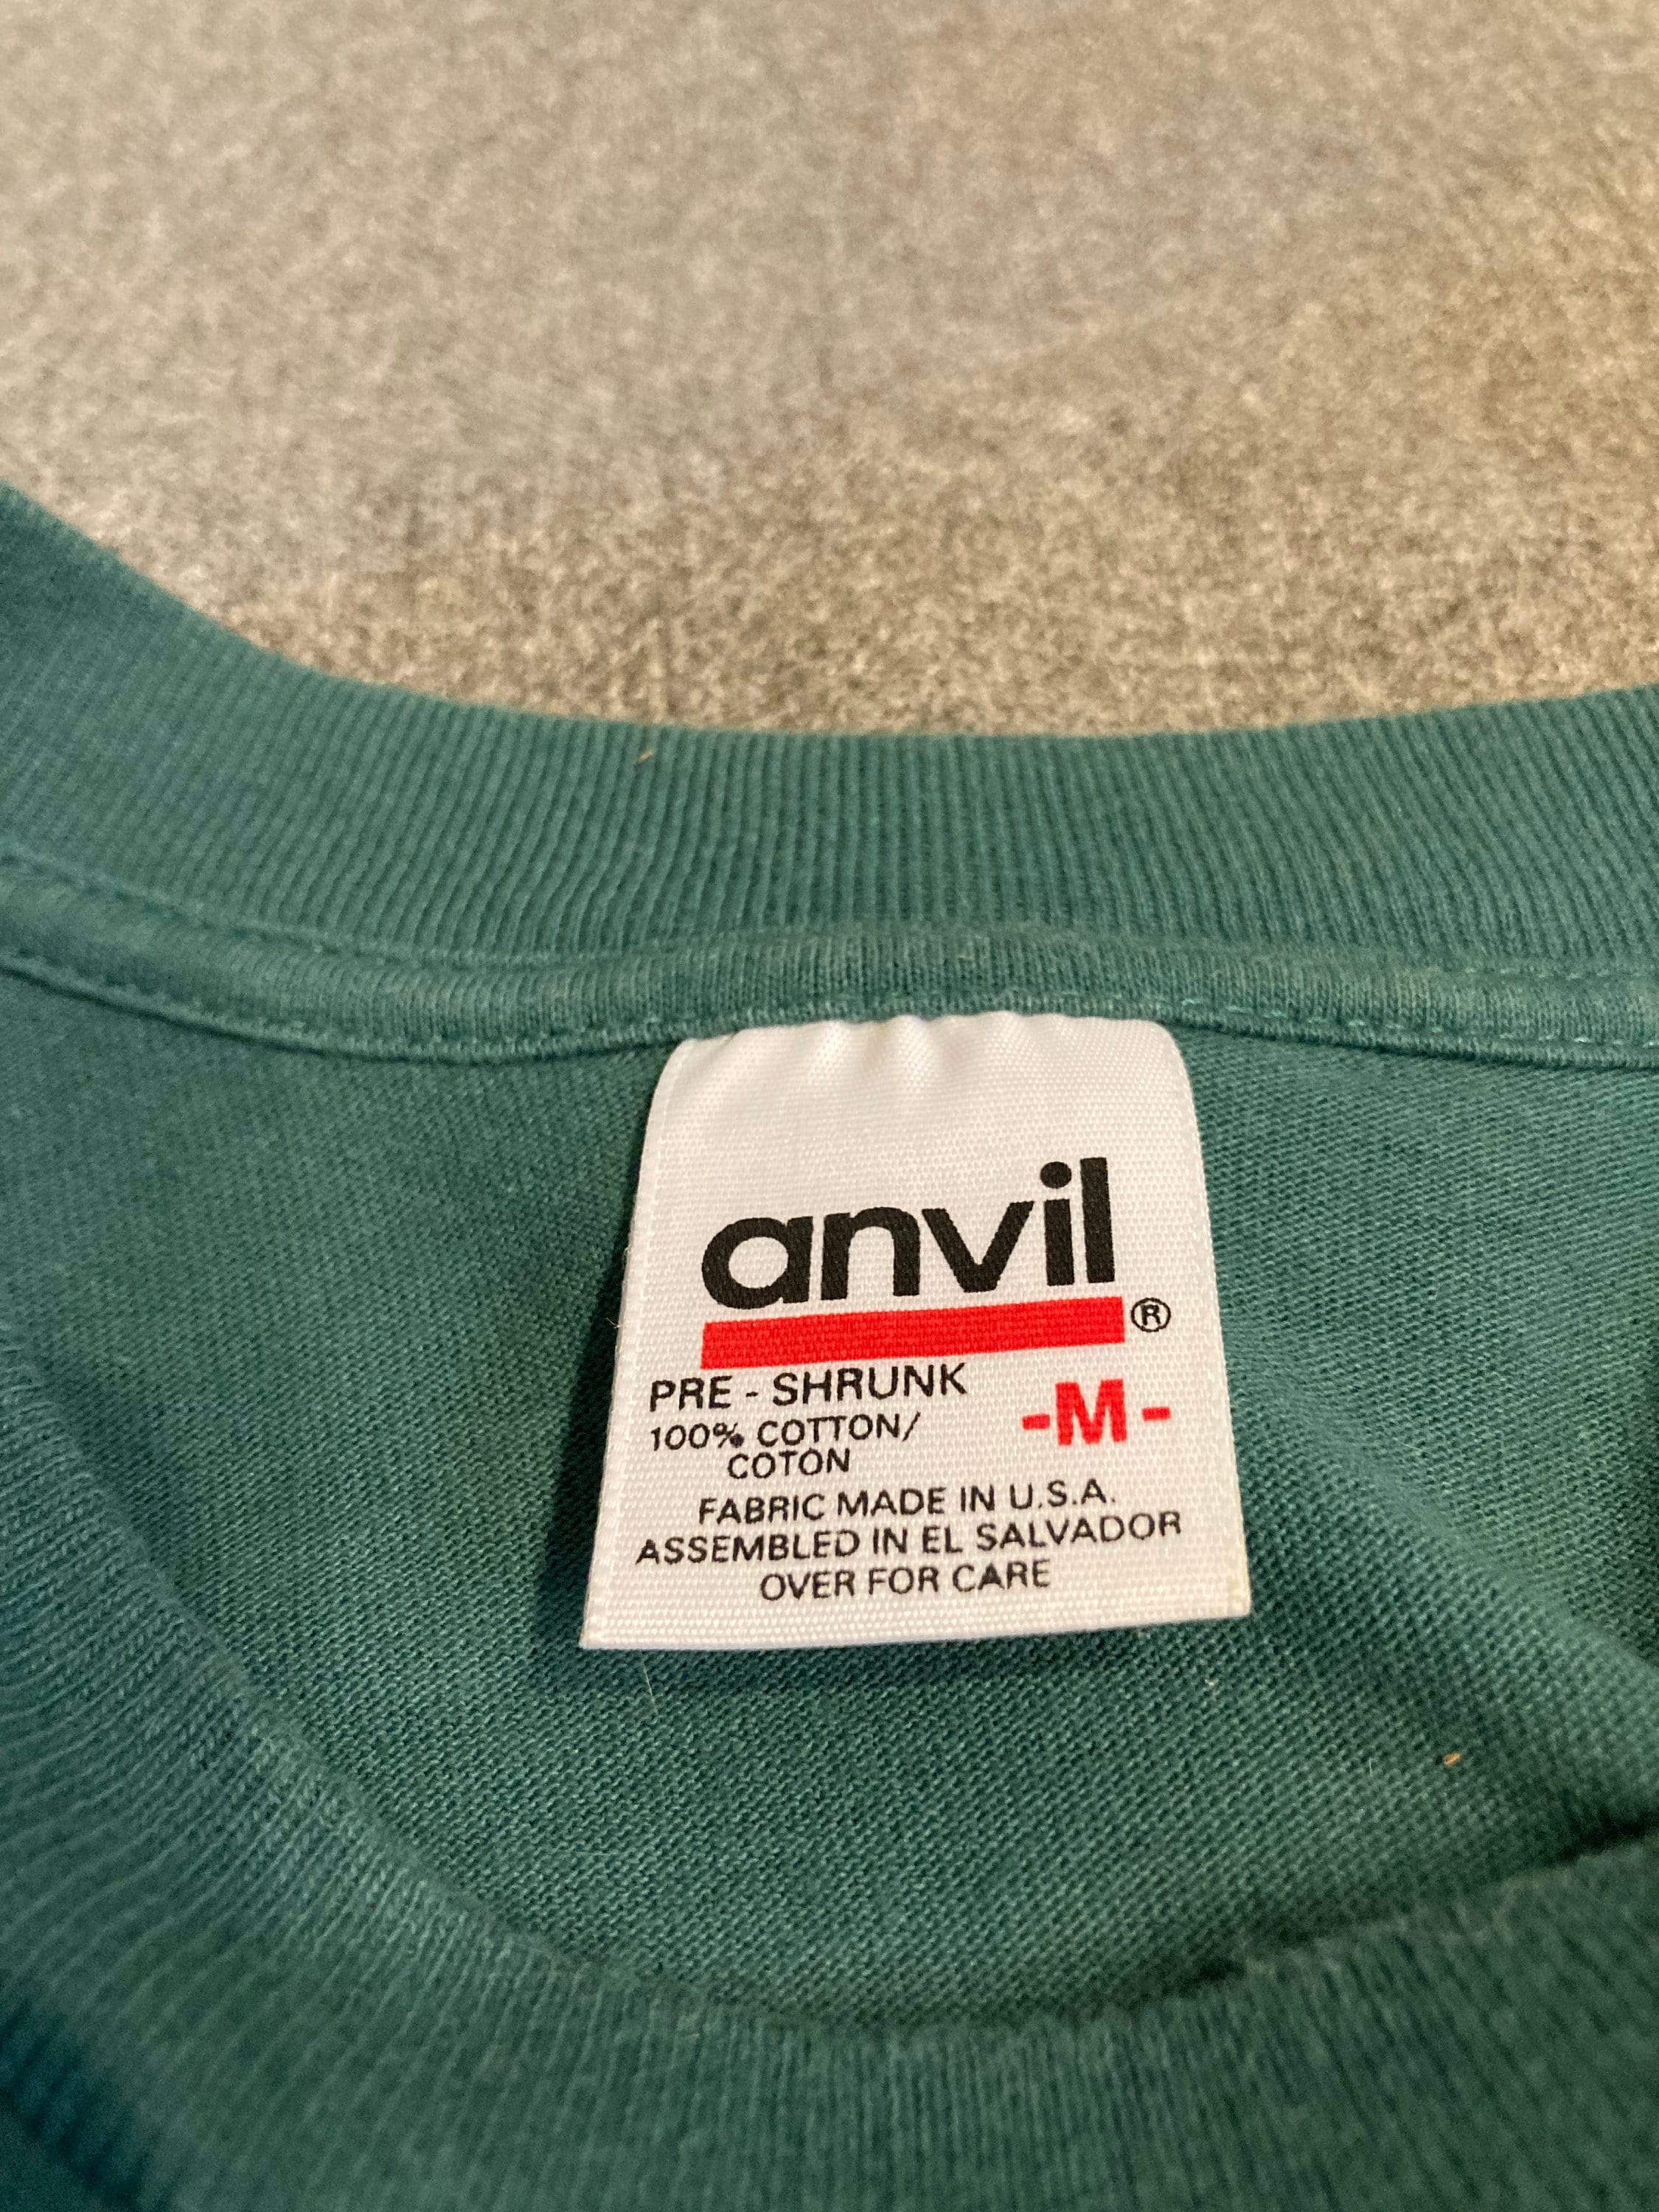 anvil®
PRE - SHRUNK
-M-
100% COTTON/
COTON
FABRIC MADE IN U.S.A.
ASSEMBLED IN EL SALVADOR
OVER FOR CARE